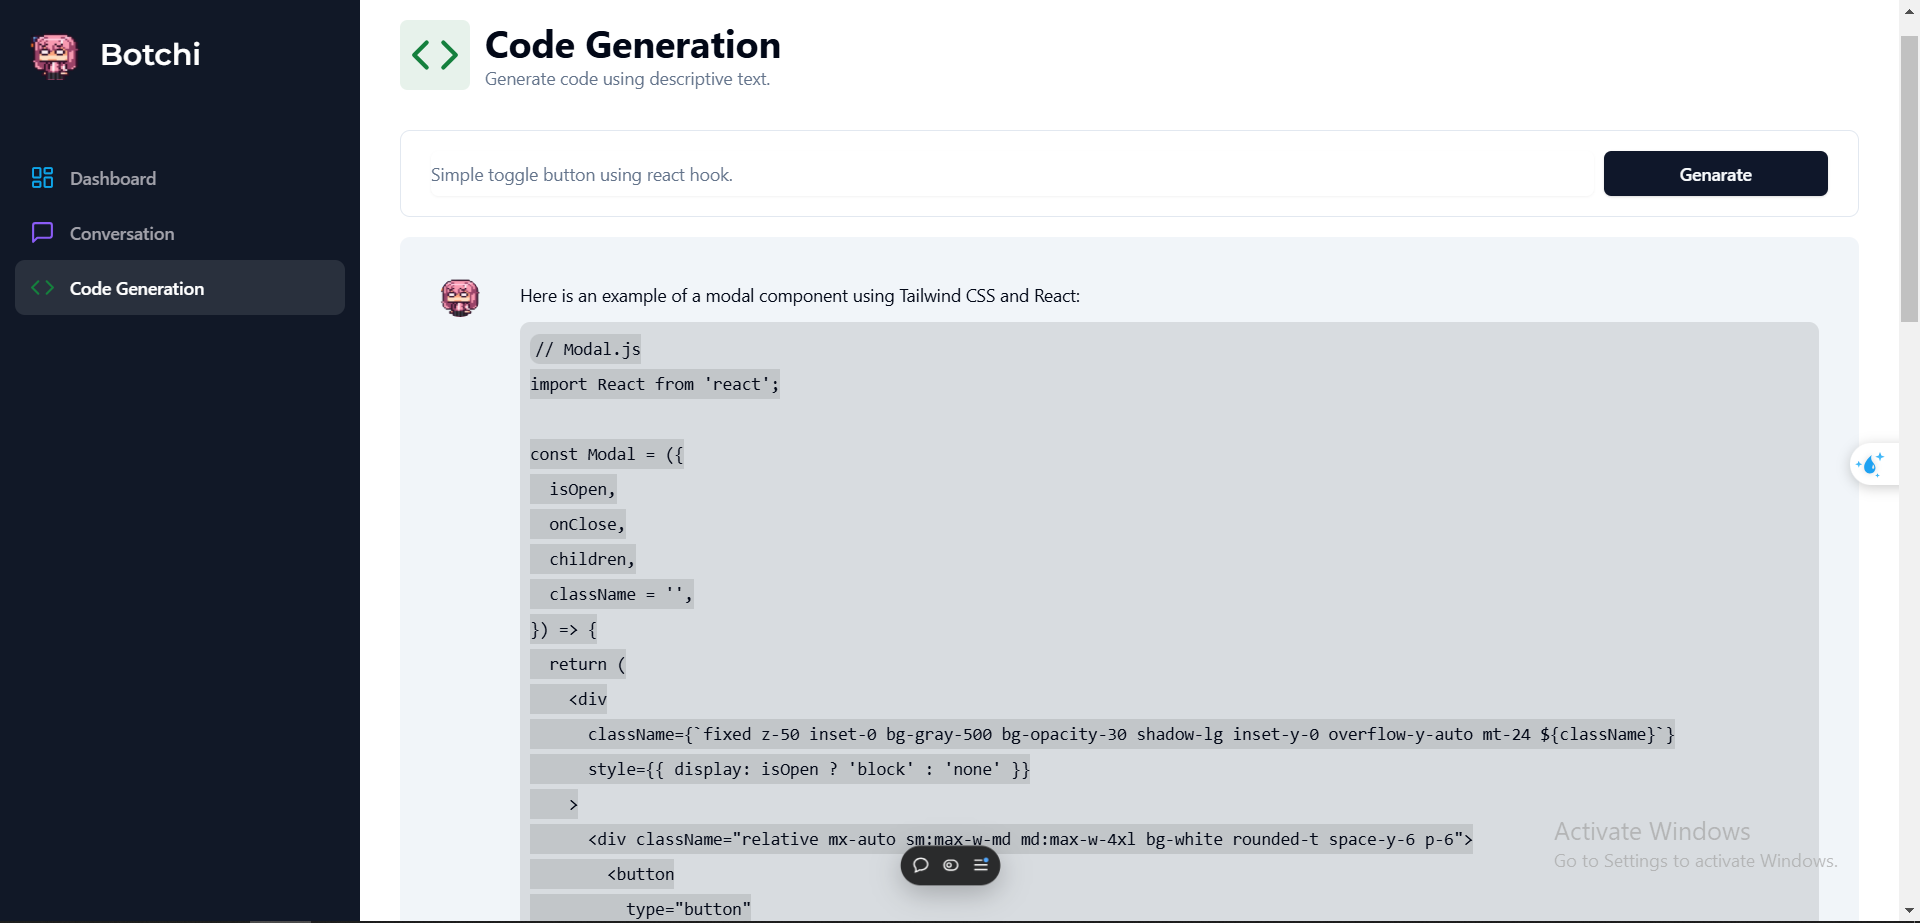 Botchi
Dashboard
Conversation
Code Generation
Code Generation
Generate code using descriptive text.
Simple toggle button using react hook.
Genarate
Here is an example of a modal component using Tailwind CSS and React:
// Modal.js
import React from 'react';
const Modal = ({
  isOpen,
  onClose,
  children,
  className = '',
}) => {
  return (
    <div
      className={`fixed z-50 inset-0 bg-gray-500 bg-opacity-30 shadow-lg inset-y-0 overflow-y-auto mt-24 ${className}`}
      style={{ display: isOpen ? 'block' : 'none' }}
    >
      <div className="relative mx-auto sm:max-w-md md:max-w-4xl bg-white rounded-t space-y-6 p-6">
        <button
          type="button"
Activate Windows
Go to Settings to activate Windows.